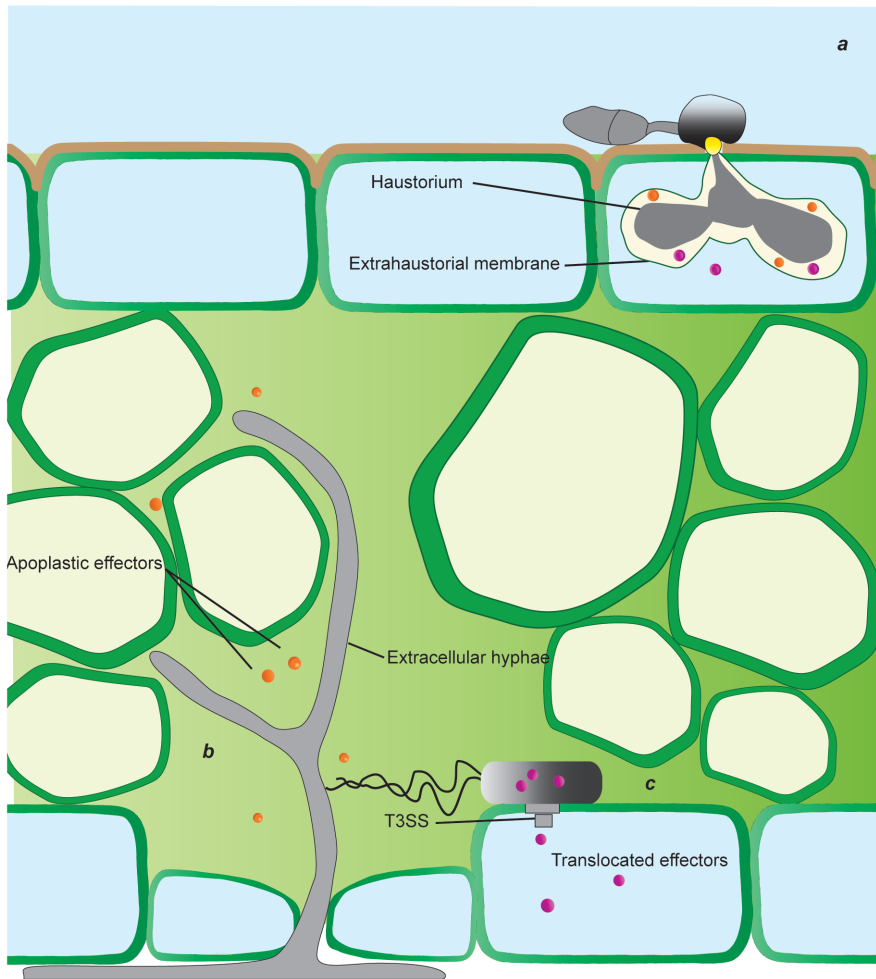 a
Haustorium
Extrahaustorial membrane
Apoplastic effectors
Extracellular hyphae
b
c
T3SS
Translocated effectors